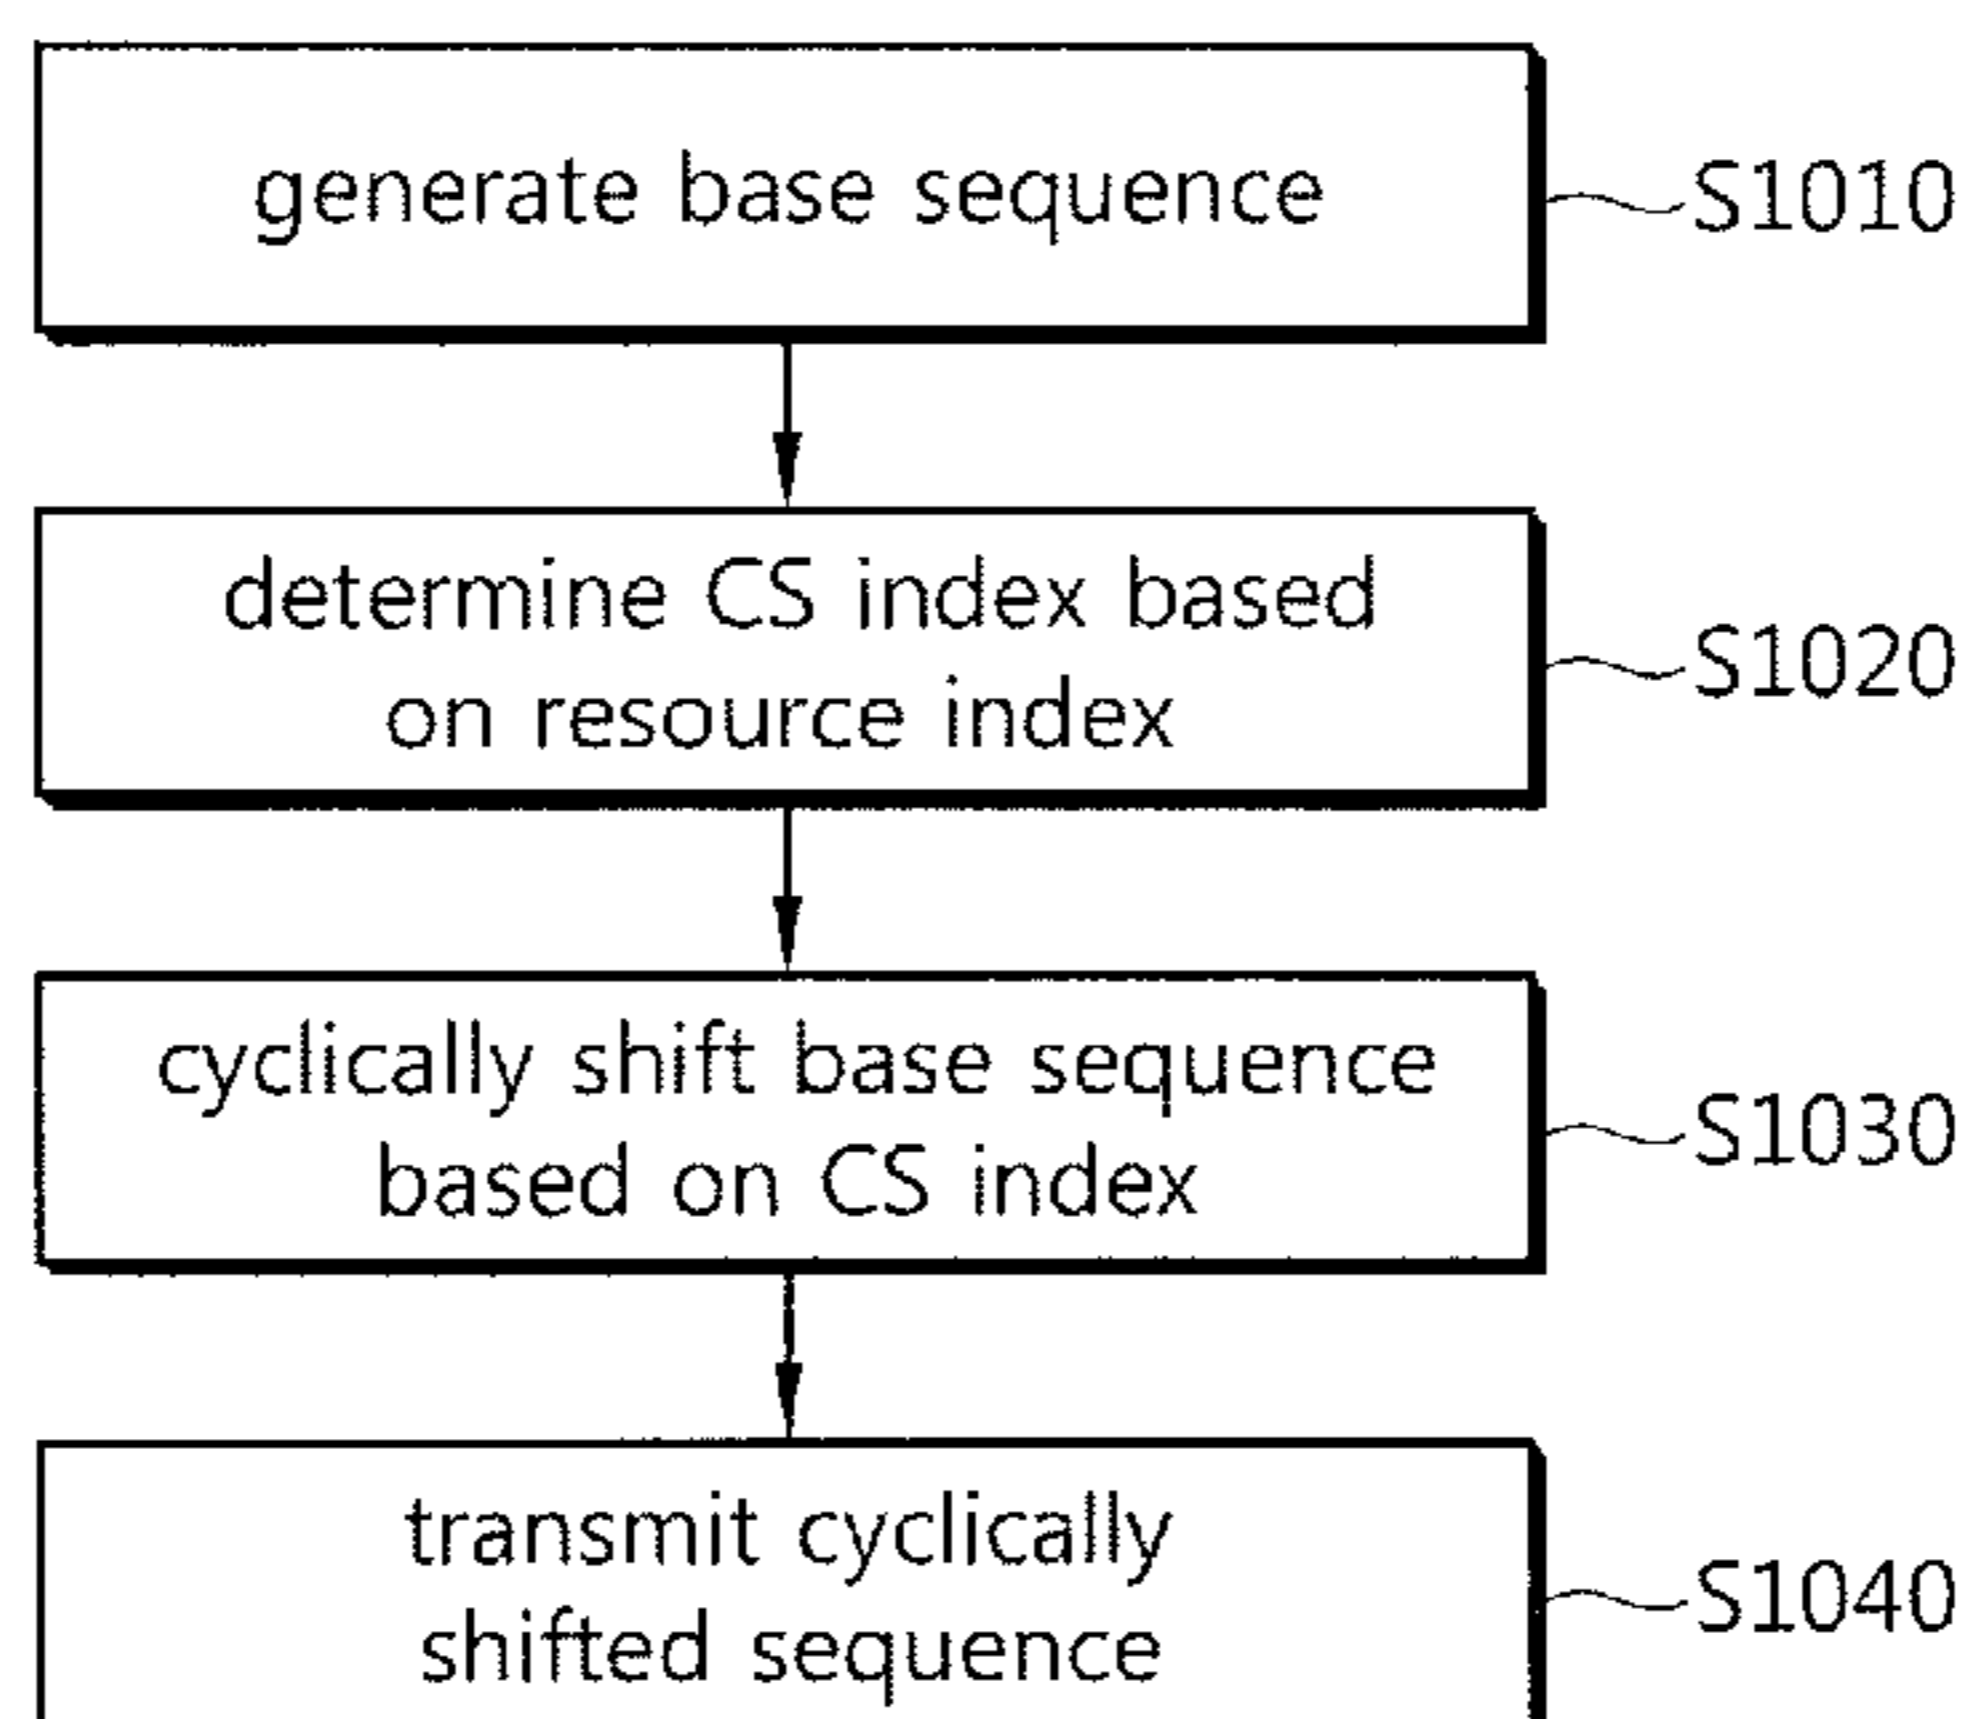 generate base sequence
S1010
determine CS index based
on resource index
S1020
cyclically shift base sequence
based on CS index
S1030
transmit cyclically
shifted sequence
S1040